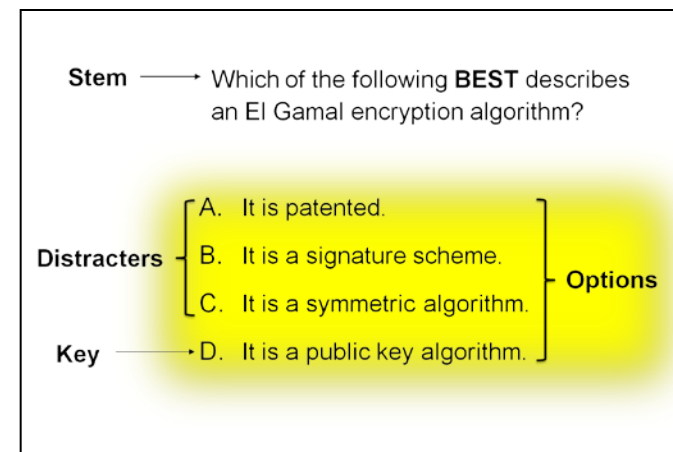 Stem Which of the following BEST describes
an El Gamal encryption algorithm?
A. It is patented.
Distracters B. It is a signature scheme.
Options
C. It is a symmetric algorithm.
Key D. It is a public key algorithm.